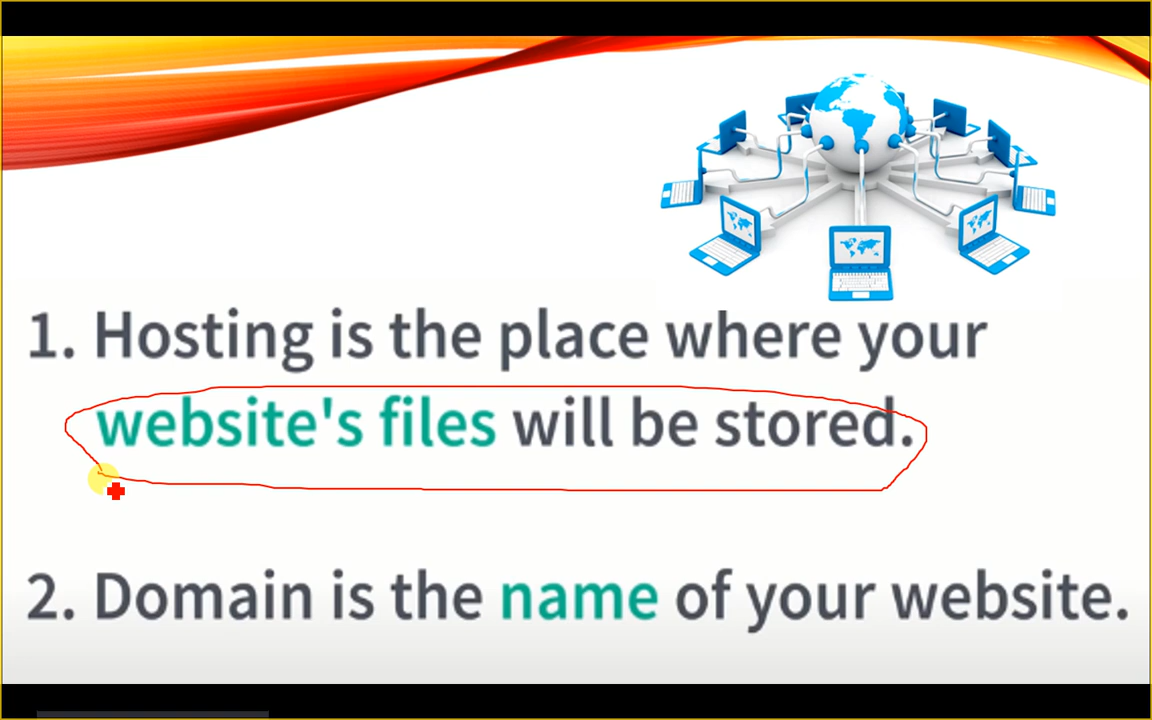 1. Hosting is the place where your
website's files will be stored.
2. Domain is the name of your website.